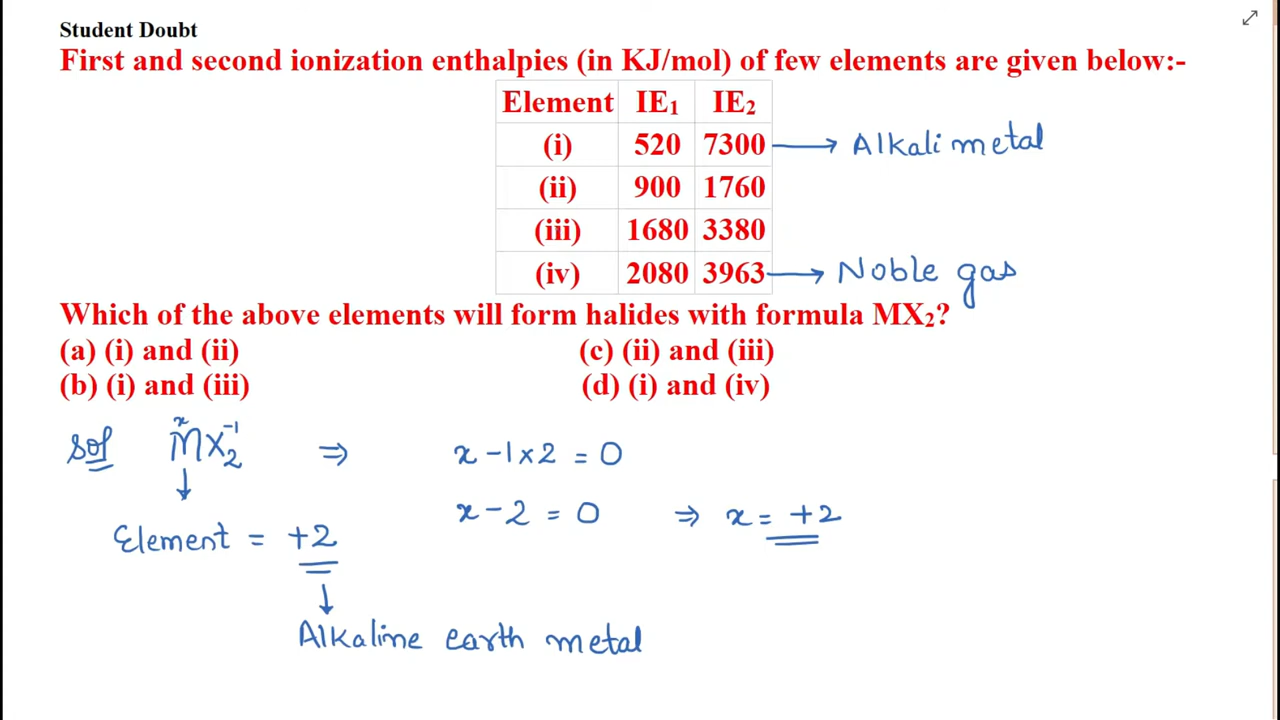 Student Doubt
First and second ionization enthalpies (in KJ/mol) of few elements are given below:-
Element IE₁ IE₂
(i) 520 7300 → Alkali metal
(ii) 900 1760
(iii) 1680 3380
(iv) 2080 3963 → Noble gas
Which of the above elements will form halides with formula MX₂?
(a) (i) and (ii) (c) (ii) and (iii)
(b) (i) and (iii) (d) (i) and (iv)
Sol Mˣ X₂⁻¹ ⇒ x -1×2 = 0
x - 2 = 0 ⇒ x = +2
Element = +2
Alkaline earth metal